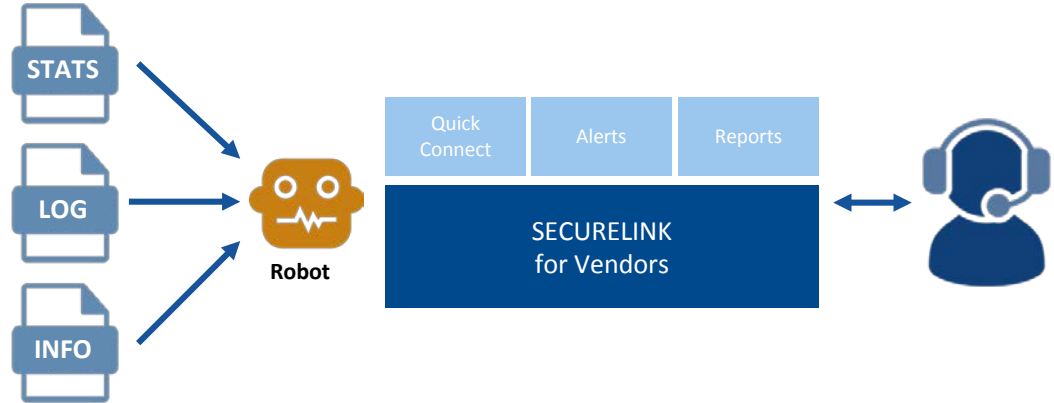 STATS
LOG
INFO
Robot
Quick
Connect
Alerts
Reports
SECURELINK
for Vendors